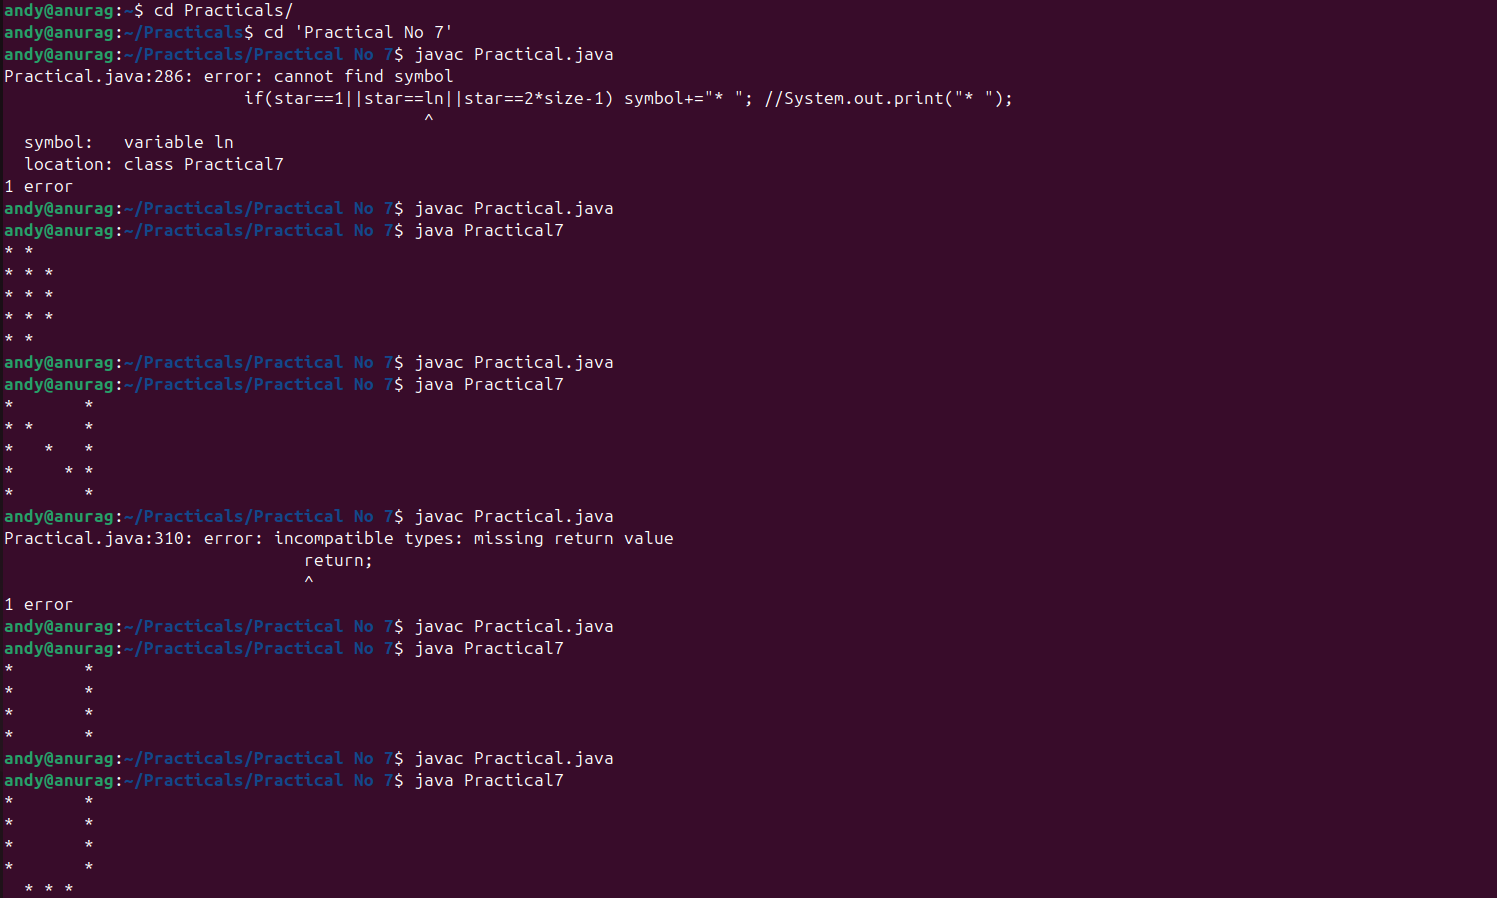 andy@anurag:~$ cd Practicals/
andy@anurag:~/Practicals$ cd 'Practical No 7'
andy@anurag:~/Practicals/Practical No 7$ javac Practical.java
Practical.java:286: error: cannot find symbol
                        if(star==1||star==ln||star==2*size-1) symbol+="* "; //System.out.print("* ");
                                          ^
  symbol:   variable ln
  location: class Practical7
1 error
andy@anurag:~/Practicals/Practical No 7$ javac Practical.java
andy@anurag:~/Practicals/Practical No 7$ java Practical7
* *
* * *
* * *
* * *
* *
andy@anurag:~/Practicals/Practical No 7$ javac Practical.java
andy@anurag:~/Practicals/Practical No 7$ java Practical7
*       *
* *     *
*   *   *
*     * *
*       *
andy@anurag:~/Practicals/Practical No 7$ javac Practical.java
Practical.java:310: error: incompatible types: missing return value
                              return;
                              ^
1 error
andy@anurag:~/Practicals/Practical No 7$ javac Practical.java
andy@anurag:~/Practicals/Practical No 7$ java Practical7
*       *
*       *
*       *
*       *
andy@anurag:~/Practicals/Practical No 7$ javac Practical.java
andy@anurag:~/Practicals/Practical No 7$ java Practical7
*       *
*       *
*       *
*       *
  * * *